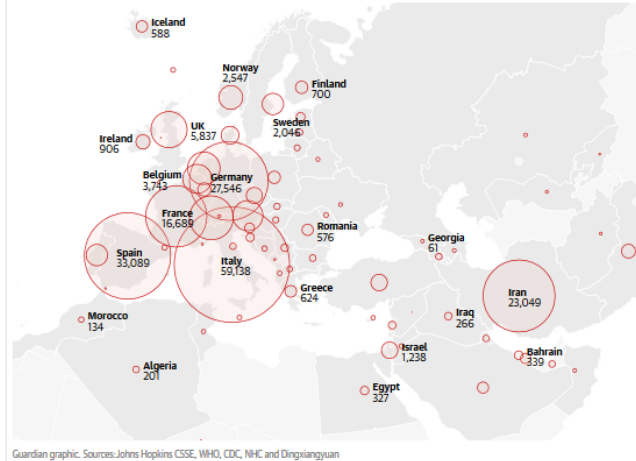 Iceland
588
Norway
2,547
Finland
700
UK
5,837
Sweden
2,046
Ireland
906
Belgium
3,743
Germany
27,546
France
16,689
Romania
576
Georgia
61
Spain
33,089
Italy
59,138
Iran
23,049
Greece
624
Morocco
134
Iraq
266
Israel
1,238
Bahrain
339
Algeria
201
Egypt
327
Guardian graphic. Sources:Johns Hopkins CSSE, WHO, CDC, NHC and Dingxiangyuan